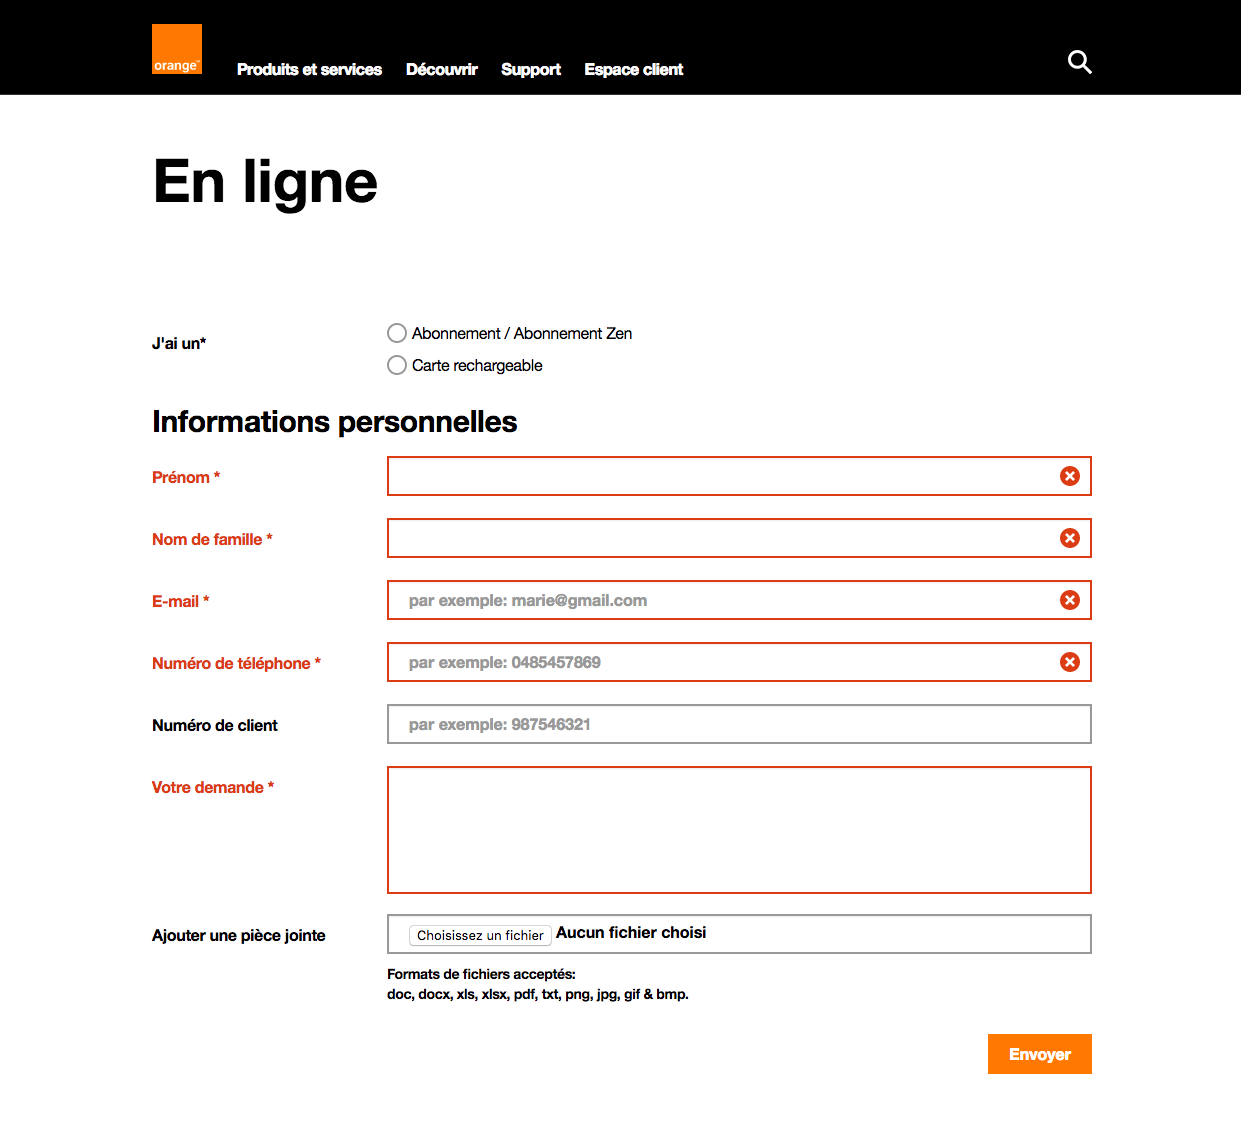 orange™
Produits et services Découvrir Support Espace client
En ligne
J'ai un*
Abonnement / Abonnement Zen
Carte rechargeable
Informations personnelles
Prénom *
Nom de famille *
E-mail * par exemple: marie@gmail.com
Numéro de téléphone * par exemple: 0485457869
Numéro de client par exemple: 987546321
Votre demande *
Ajouter une pièce jointe Choisissez un fichier Aucun fichier choisi
Formats de fichiers acceptés:
doc, docx, xls, xlsx, pdf, txt, png, jpg, gif & bmp.
Envoyer